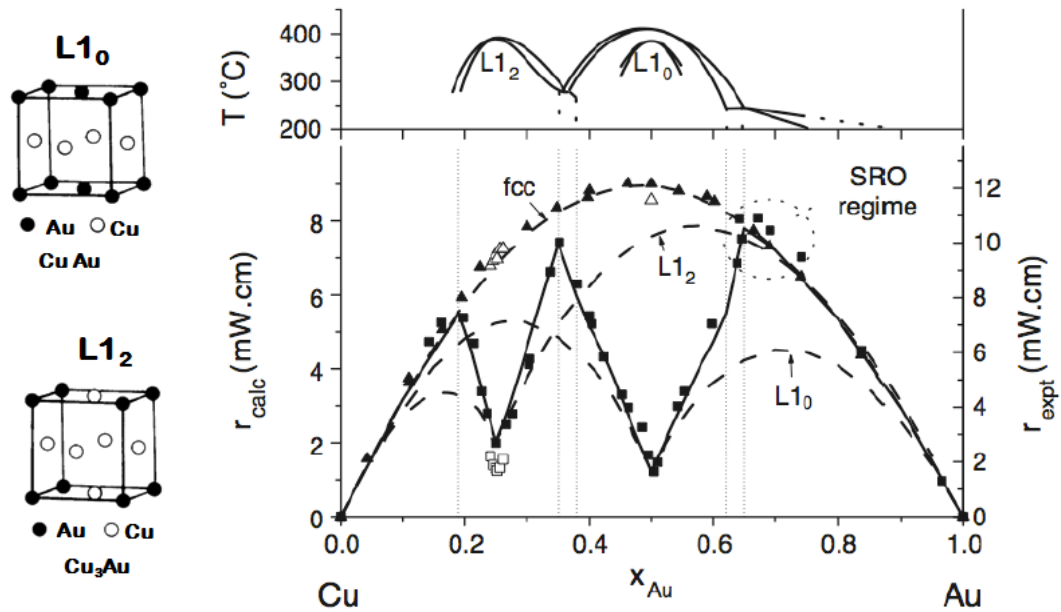 L1₀
Au Cu
Cu Au
L1₂
Au Cu
Cu₃Au
T (°C)
400
300
200
L1₂
L1₀
r_calc (mW.cm)
8
6
4
2
0
fcc
SRO
regime
L1₂
L1₀
12
10
8
6
4
2
0
r_expt (mW.cm)
0.0 0.2 0.4 0.6 0.8 1.0
Cu x_Au Au